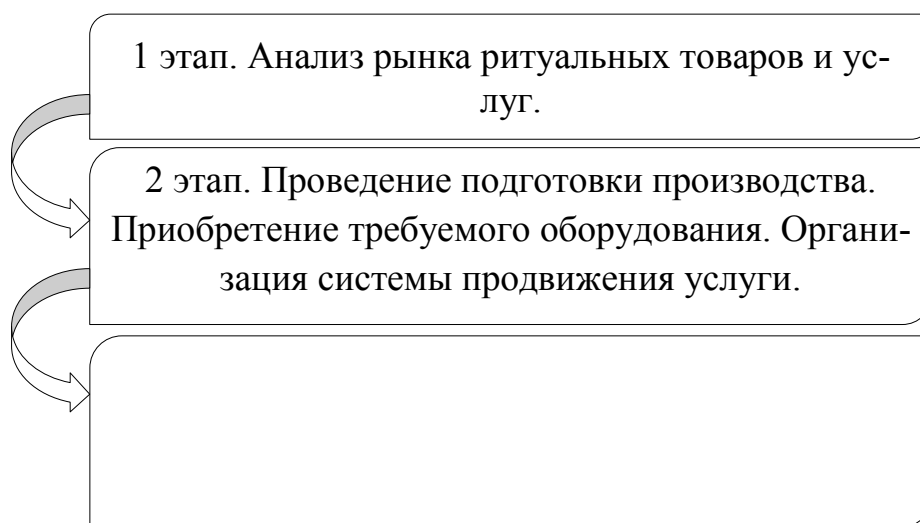 1 этап. Анализ рынка ритуальных товаров и ус-
луг.
2 этап. Проведение подготовки производства.
Приобретение требуемого оборудования. Органи-
зация системы продвижения услуги.